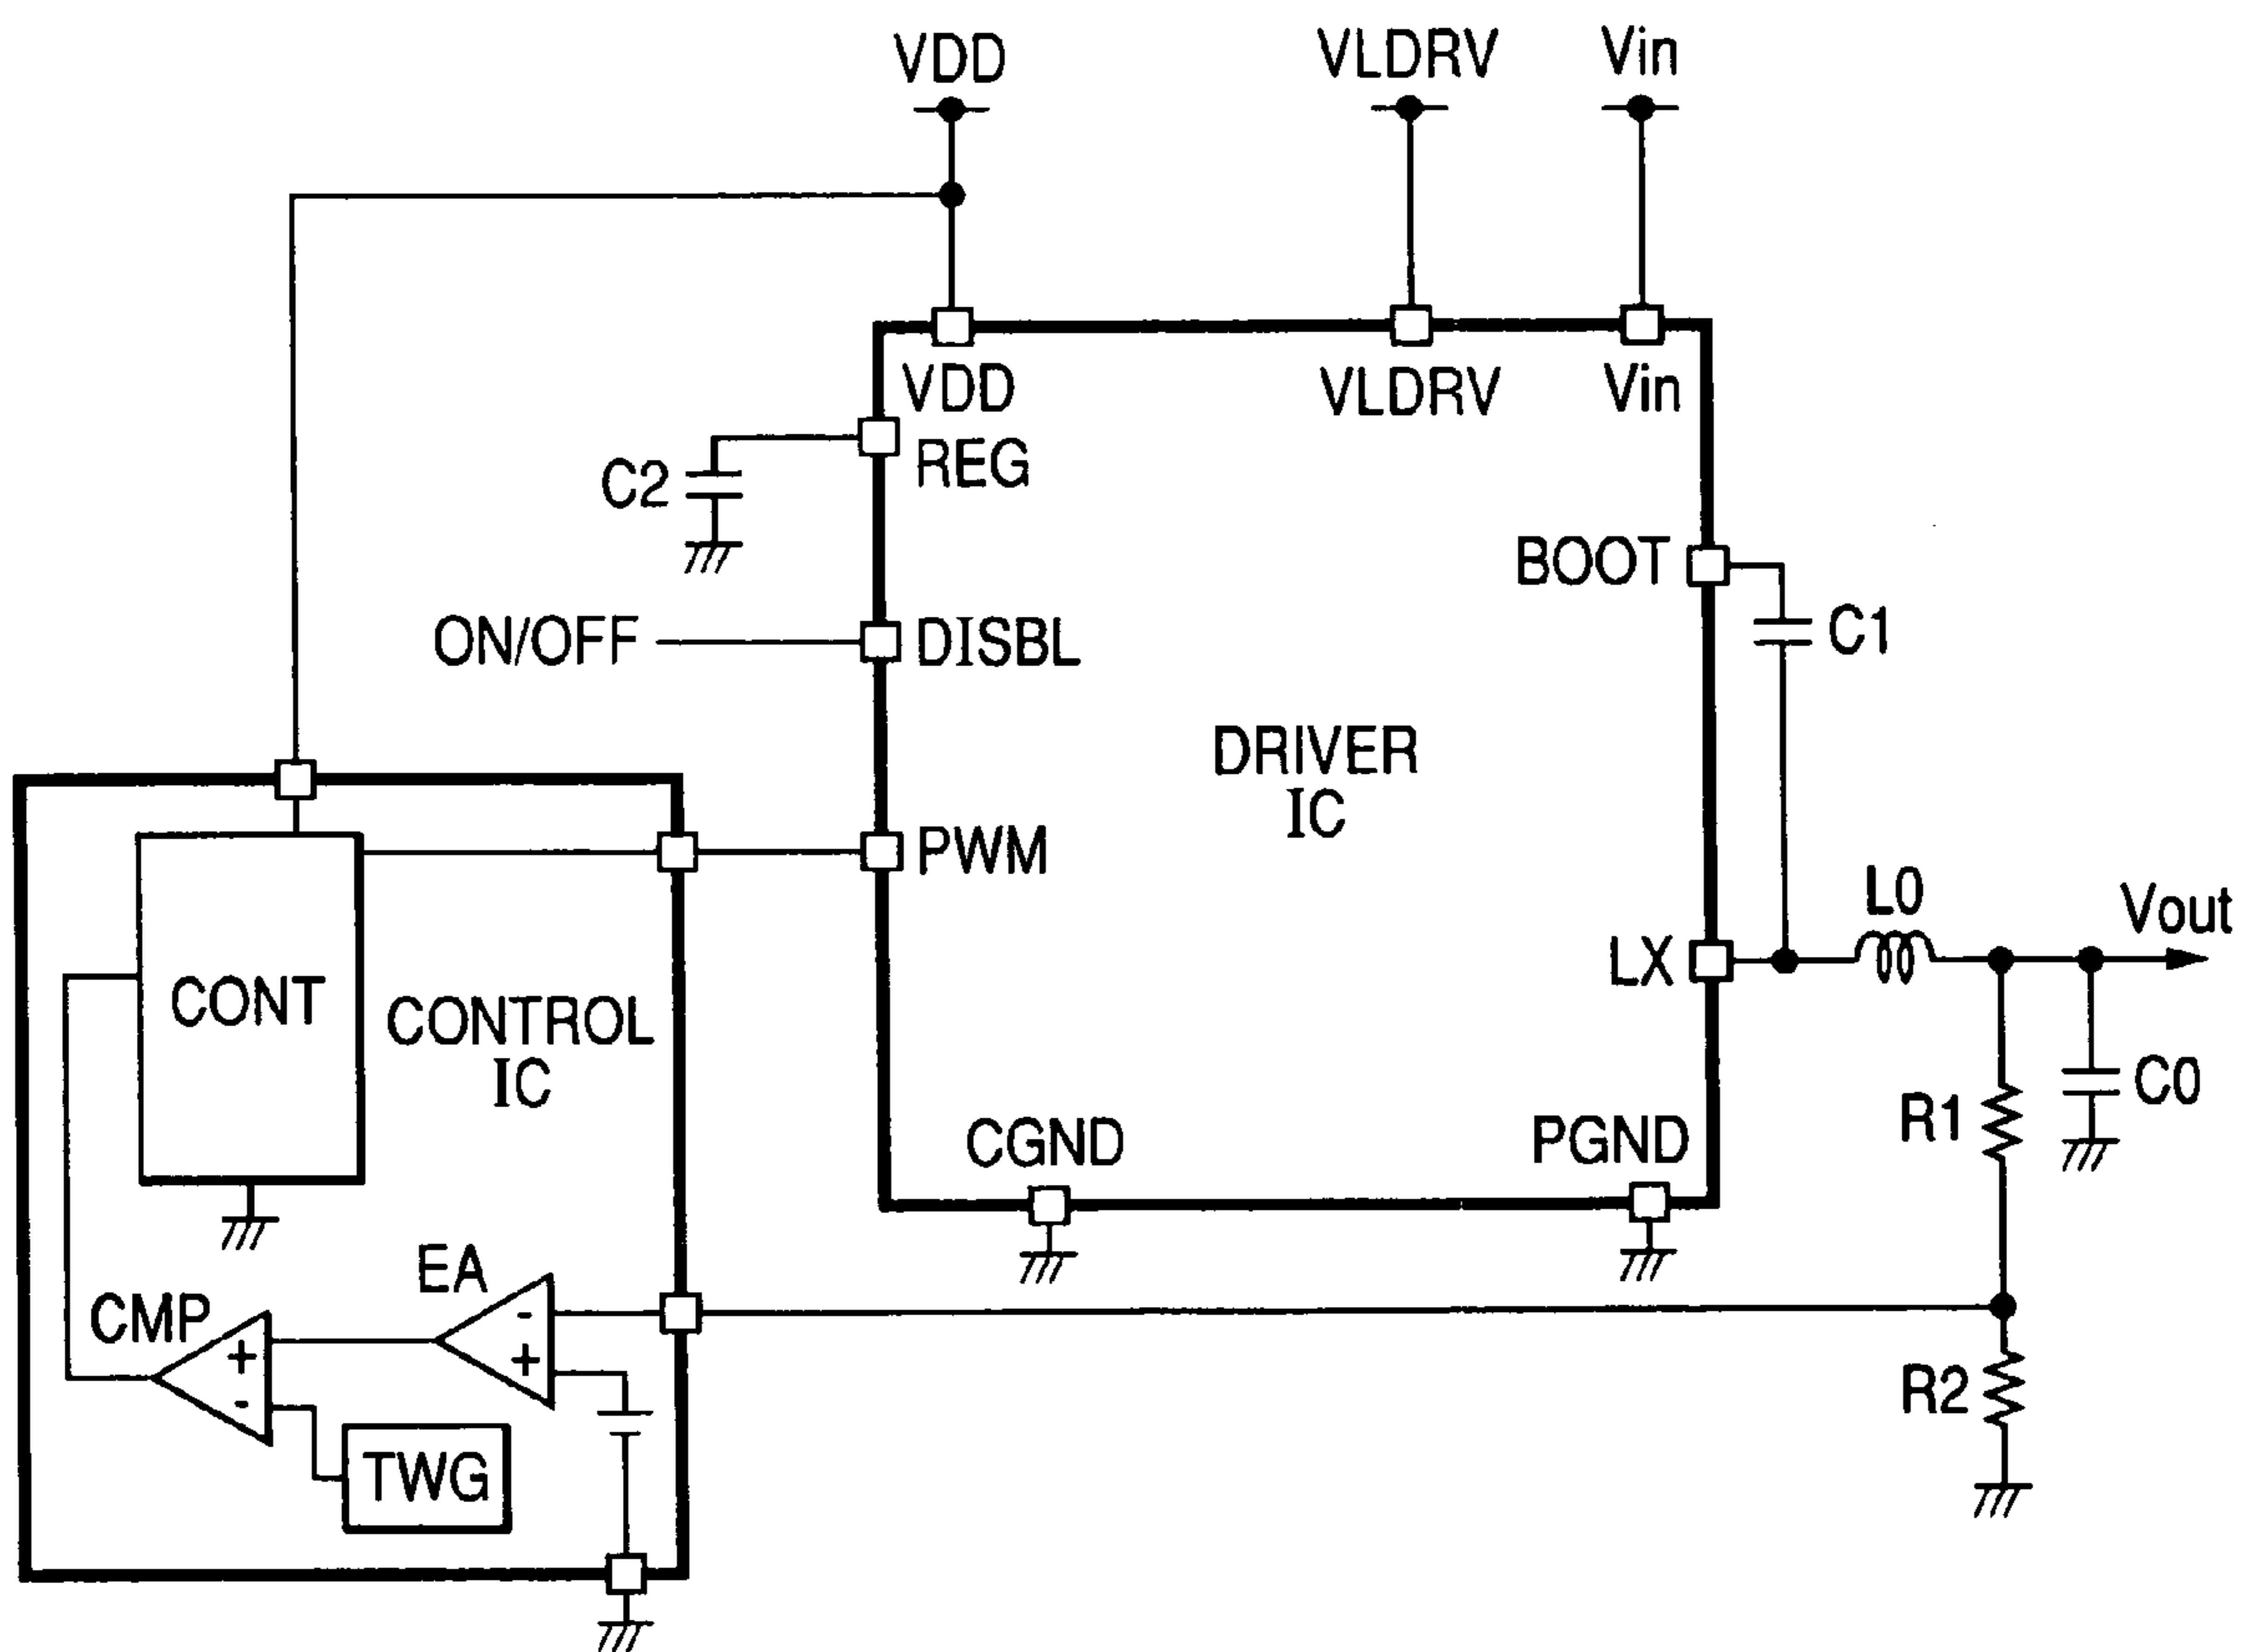 VDD
VLDRV
Vin
VDD
VLDRV
Vin
REG
C2
BOOT
C1
ON/OFF
DISBL
DRIVER
IC
PWM
L0
Vout
LX
CONT
CONTROL
IC
C0
R1
CGND
PGND
EA
-
+
CMP
+
-
R2
TWG